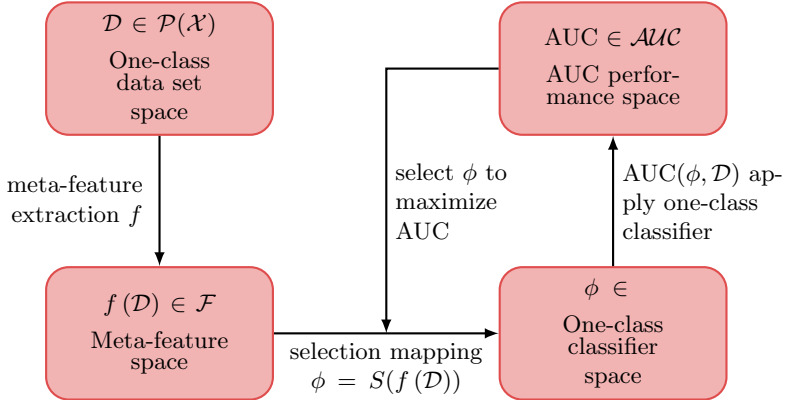 𝒟 ∈ 𝒫(𝒳)
One-class
data set
space
AUC ∈ 𝒜𝒰𝒞
AUC perfor-
mance space
meta-feature
extraction f
select ϕ to
maximize
AUC
AUC(ϕ, 𝒟) ap-
ply one-class
classifier
f (𝒟) ∈ ℱ
Meta-feature
space
selection mapping
ϕ = S(f (𝒟))
ϕ ∈
One-class
classifier
space